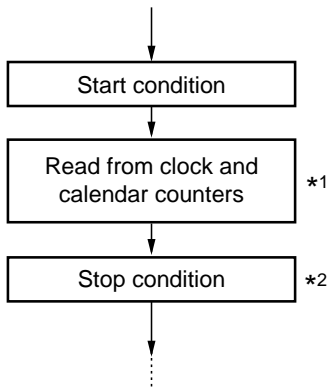 Start condition
Read from clock and
calendar counters
*1
Stop condition
*2